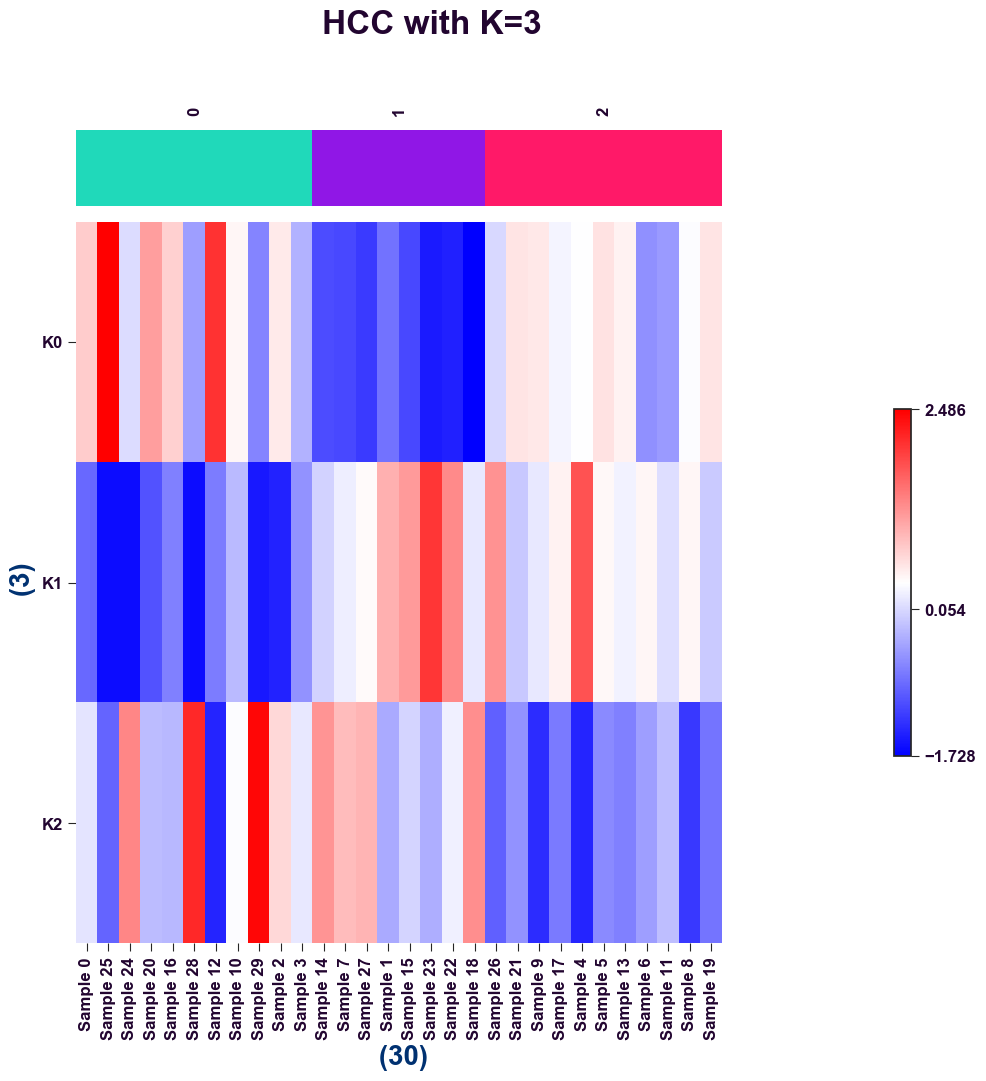 HCC with K=3
0
1
2
K0
K1
K2
(3)
2.486
0.054
−1.728
Sample 0
Sample 25
Sample 24
Sample 20
Sample 16
Sample 28
Sample 12
Sample 10
Sample 29
Sample 2
Sample 3
Sample 14
Sample 7
Sample 27
Sample 1
Sample 15
Sample 23
Sample 22
Sample 18
Sample 26
Sample 21
Sample 9
Sample 17
Sample 4
Sample 5
Sample 13
Sample 6
Sample 11
Sample 8
Sample 19
(30)